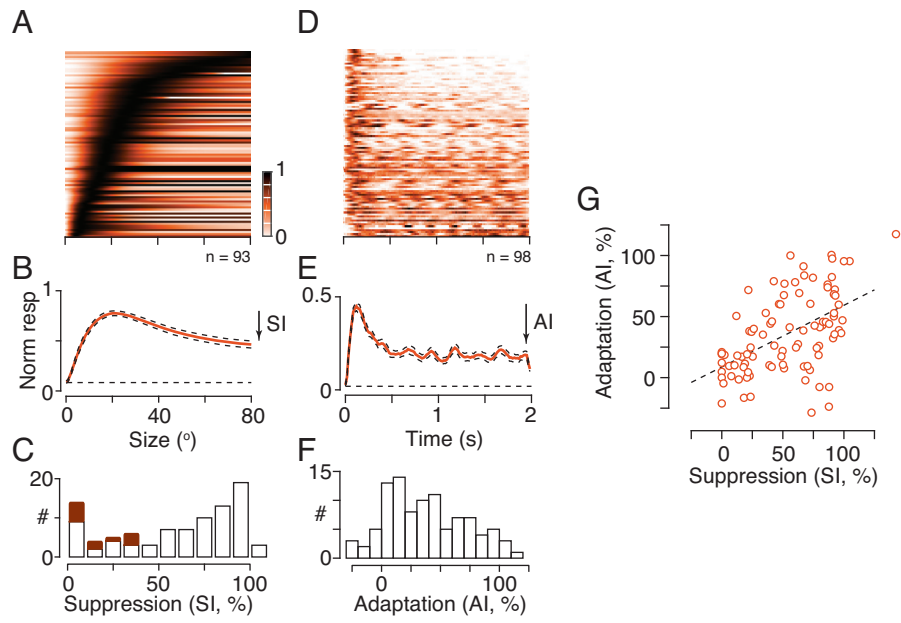 A
1
0
n = 93
B
Norm resp
1
0
SI
0 40 80
Size (º)
C
#
20
0
0 50 100
Suppression (SI, %)
D
n = 98
E
0.5
0
AI
0 1 2
Time (s)
F
#
15
0
0 100
Adaptation (AI, %)
G
Adaptation (AI, %)
100
50
0
0 50 100
Suppression (SI, %)